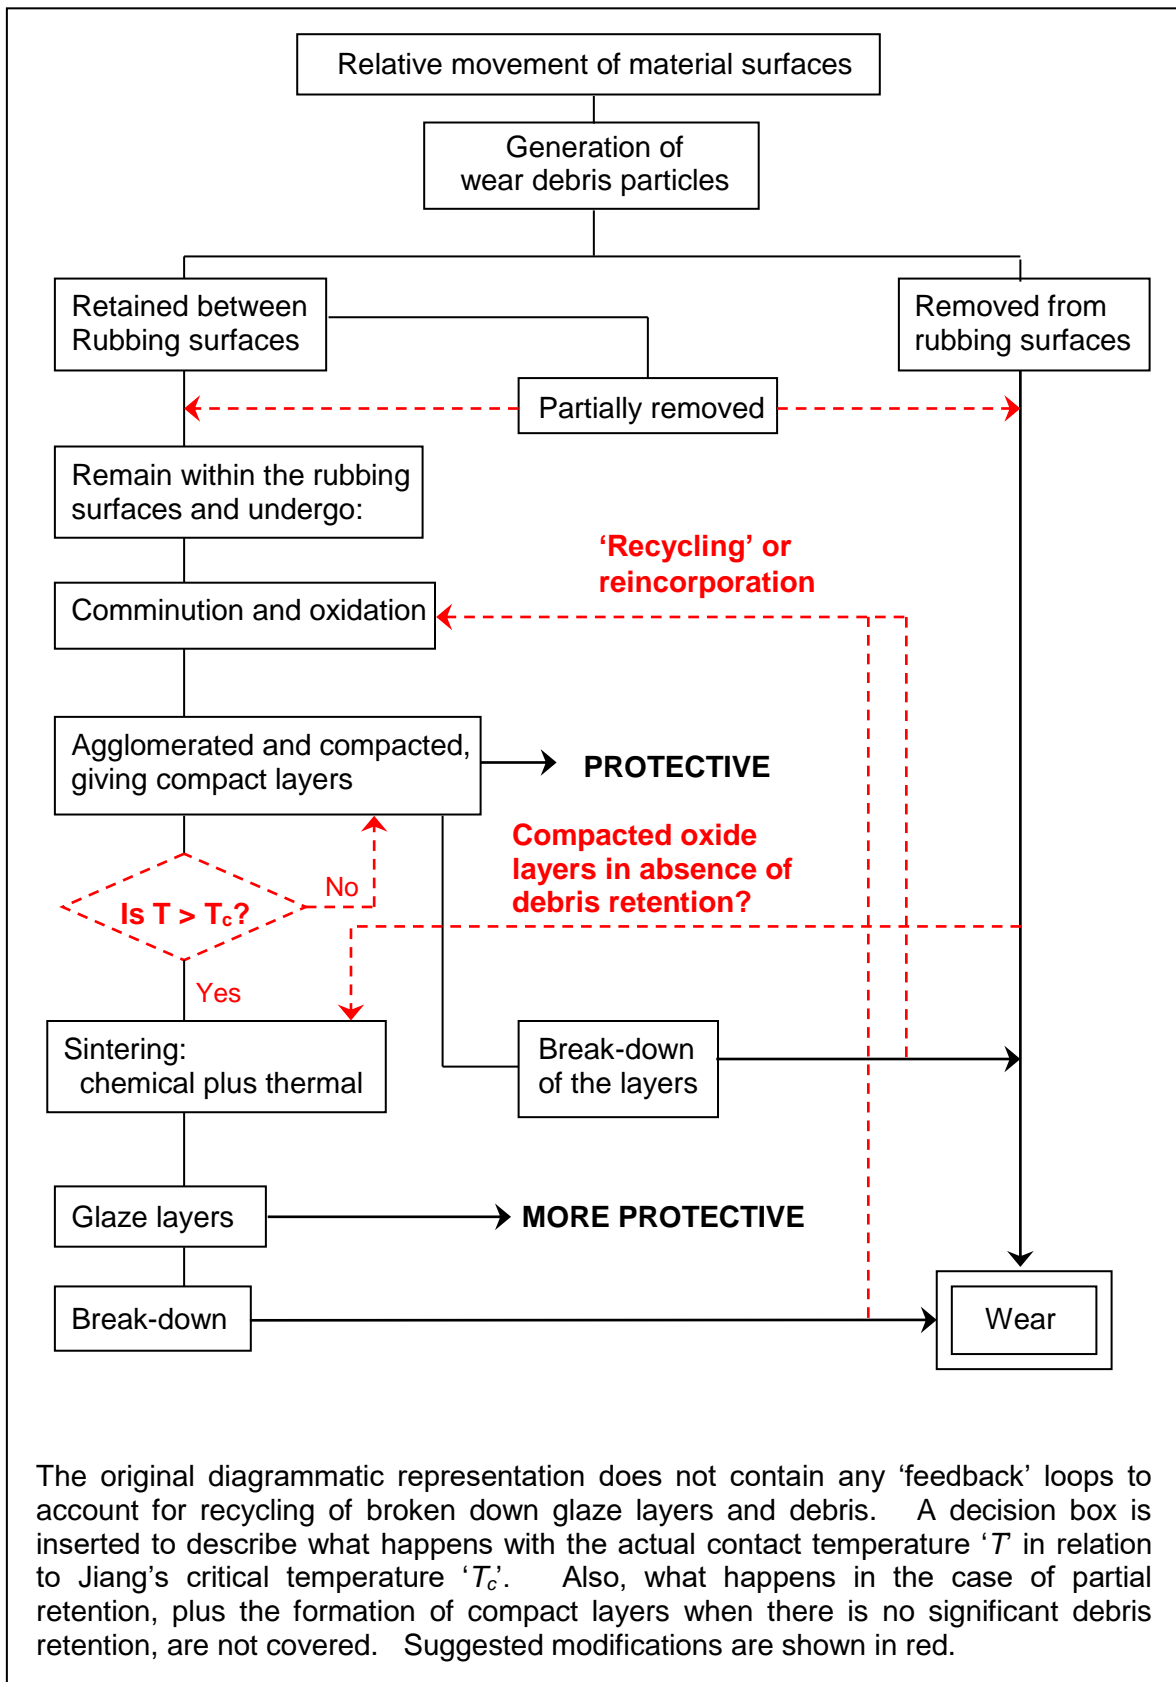 Relative movement of material surfaces
Generation of
wear debris particles
Retained between
Rubbing surfaces
Removed from
rubbing surfaces
Partially removed
Remain within the rubbing
surfaces and undergo:
‘Recycling’ or
reincorporation
Comminution and oxidation
Agglomerated and compacted,
giving compact layers
PROTECTIVE
Compacted oxide
layers in absence of
debris retention?
No
Is T > Tc?
Yes
Sintering:
chemical plus thermal
Break-down
of the layers
Glaze layers
MORE PROTECTIVE
Break-down
Wear
The original diagrammatic representation does not contain any ‘feedback’ loops to
account for recycling of broken down glaze layers and debris. A decision box is
inserted to describe what happens with the actual contact temperature ‘T’ in relation
to Jiang’s critical temperature ‘Tc’. Also, what happens in the case of partial
retention, plus the formation of compact layers when there is no significant debris
retention, are not covered. Suggested modifications are shown in red.